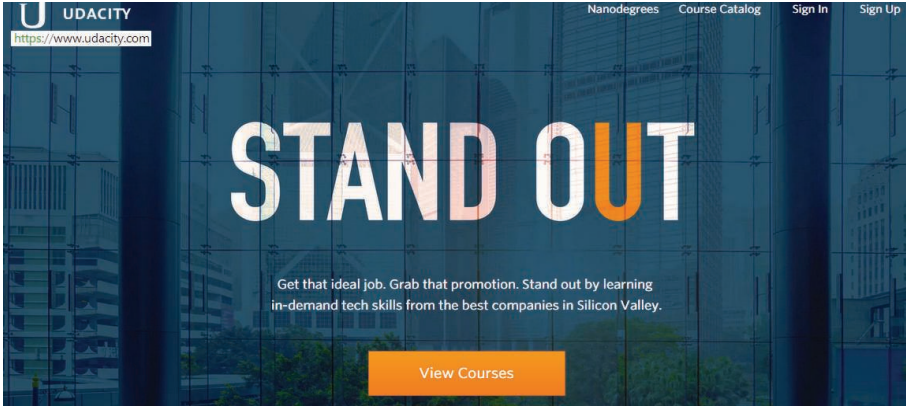 UDACITY
Nanodegrees Course Catalog Sign In Sign Up
https://www.udacity.com
STAND OUT
Get that ideal job. Grab that promotion. Stand out by learning
in-demand tech skills from the best companies in Silicon Valley.
View Courses